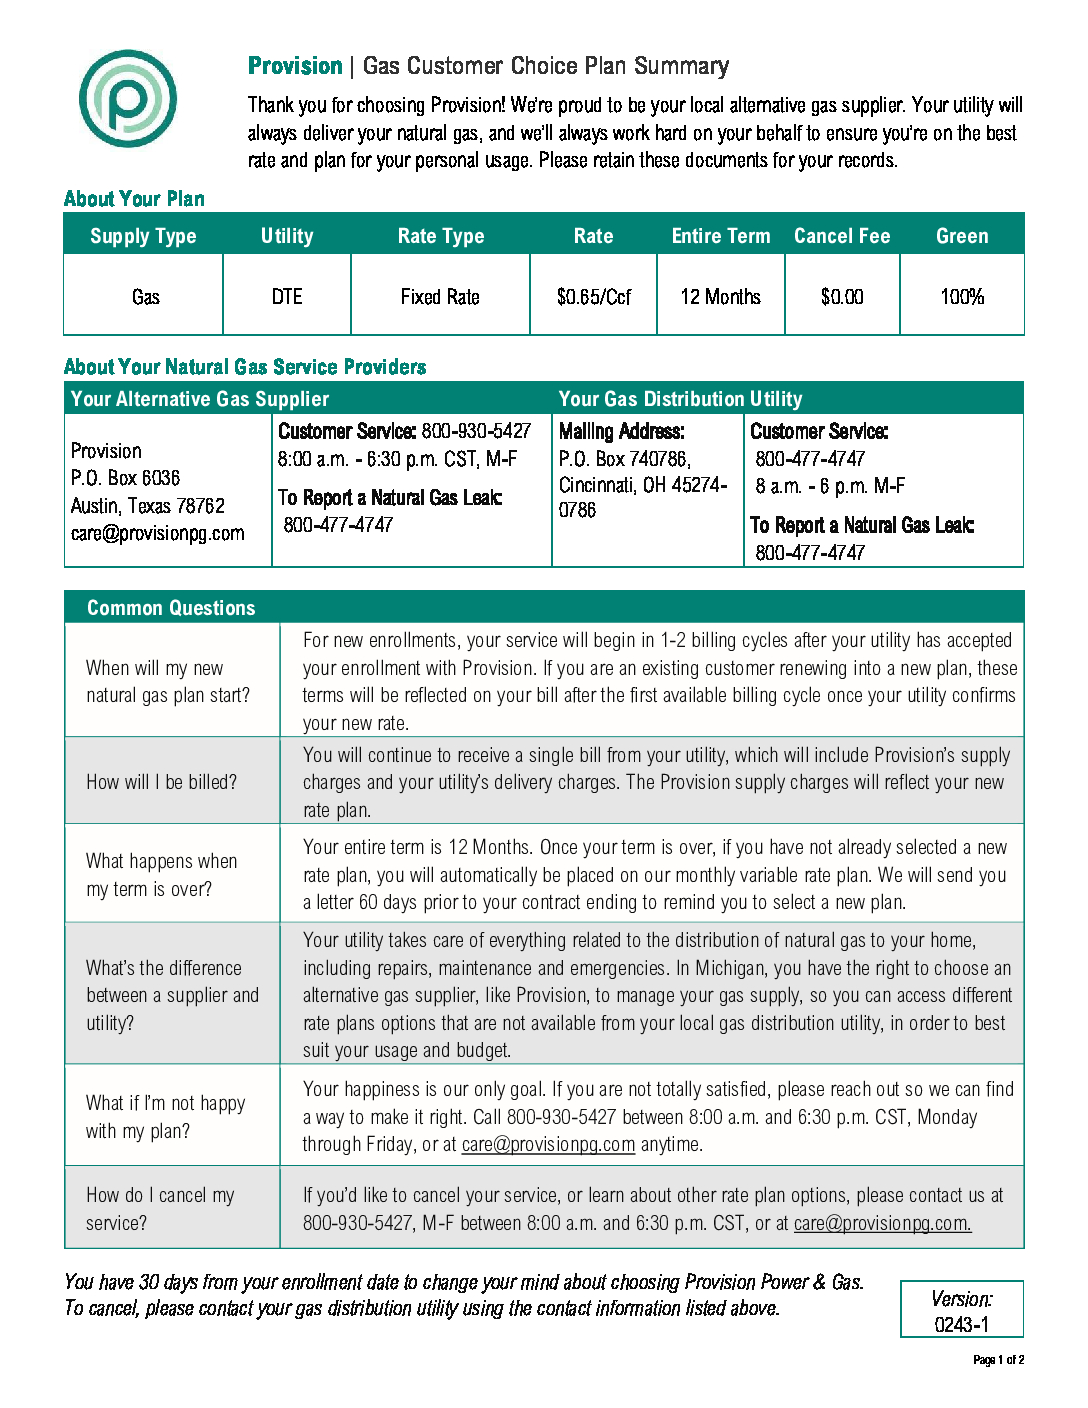 p
Provision | Gas Customer Choice Plan Summary
Thank you for choosing Provision! We're proud to be your local alternative gas supplier. Your utility will
always deliver your natural gas, and we'll always work hard on your behalf to ensure you're on the best
rate and plan for your personal usage. Please retain these documents for your records.
About Your Plan
Supply Type Utility Rate Type Rate Entire Term Cancel Fee Green
Gas DTE Fixed Rate $0.65/Ccf 12 Months $0.00 100%
About Your Natural Gas Service Providers
Your Alternative Gas Supplier Your Gas Distribution Utility
Provision
P.O. Box 6036
Austin, Texas 78762
care@provisionpg.com
Customer Service: 800-930-5427
8:00 a.m. - 6:30 p.m. CST, M-F
To Report a Natural Gas Leak:
800-477-4747
Mailing Address:
P.O. Box 740786,
Cincinnati, OH 45274-
0786
Customer Service:
800-477-4747
8 a.m. - 6 p.m. M-F
To Report a Natural Gas Leak:
800-477-4747
Common Questions
When will my new
natural gas plan start?
For new enrollments, your service will begin in 1-2 billing cycles after your utility has accepted
your enrollment with Provision. If you are an existing customer renewing into a new plan, these
terms will be reflected on your bill after the first available billing cycle once your utility confirms
your new rate.
How will I be billed?
You will continue to receive a single bill from your utility, which will include Provision's supply
charges and your utility's delivery charges. The Provision supply charges will reflect your new
rate plan.
What happens when
my term is over?
Your entire term is 12 Months. Once your term is over, if you have not already selected a new
rate plan, you will automatically be placed on our monthly variable rate plan. We will send you
a letter 60 days prior to your contract ending to remind you to select a new plan.
What's the difference
between a supplier and
utility?
Your utility takes care of everything related to the distribution of natural gas to your home,
including repairs, maintenance and emergencies. In Michigan, you have the right to choose an
alternative gas supplier, like Provision, to manage your gas supply, so you can access different
rate plans options that are not available from your local gas distribution utility, in order to best
suit your usage and budget.
What if I'm not happy
with my plan?
Your happiness is our only goal. If you are not totally satisfied, please reach out so we can find
a way to make it right. Call 800-930-5427 between 8:00 a.m. and 6:30 p.m. CST, Monday
through Friday, or at care@provisionpg.com anytime.
How do I cancel my
service?
If you'd like to cancel your service, or learn about other rate plan options, please contact us at
800-930-5427, M-F between 8:00 a.m. and 6:30 p.m. CST, or at care@provisionpg.com.
You have 30 days from your enrollment date to change your mind about choosing Provision Power & Gas.
To cancel, please contact your gas distribution utility using the contact information listed above.
Version:
0243-1
Page 1 of 2